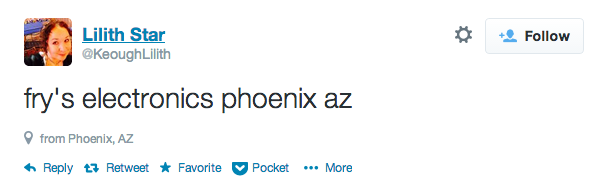 Lilith Star
@KeoughLilith
Follow
fry's electronics phoenix az
from Phoenix, AZ
Reply Retweet Favorite Pocket More